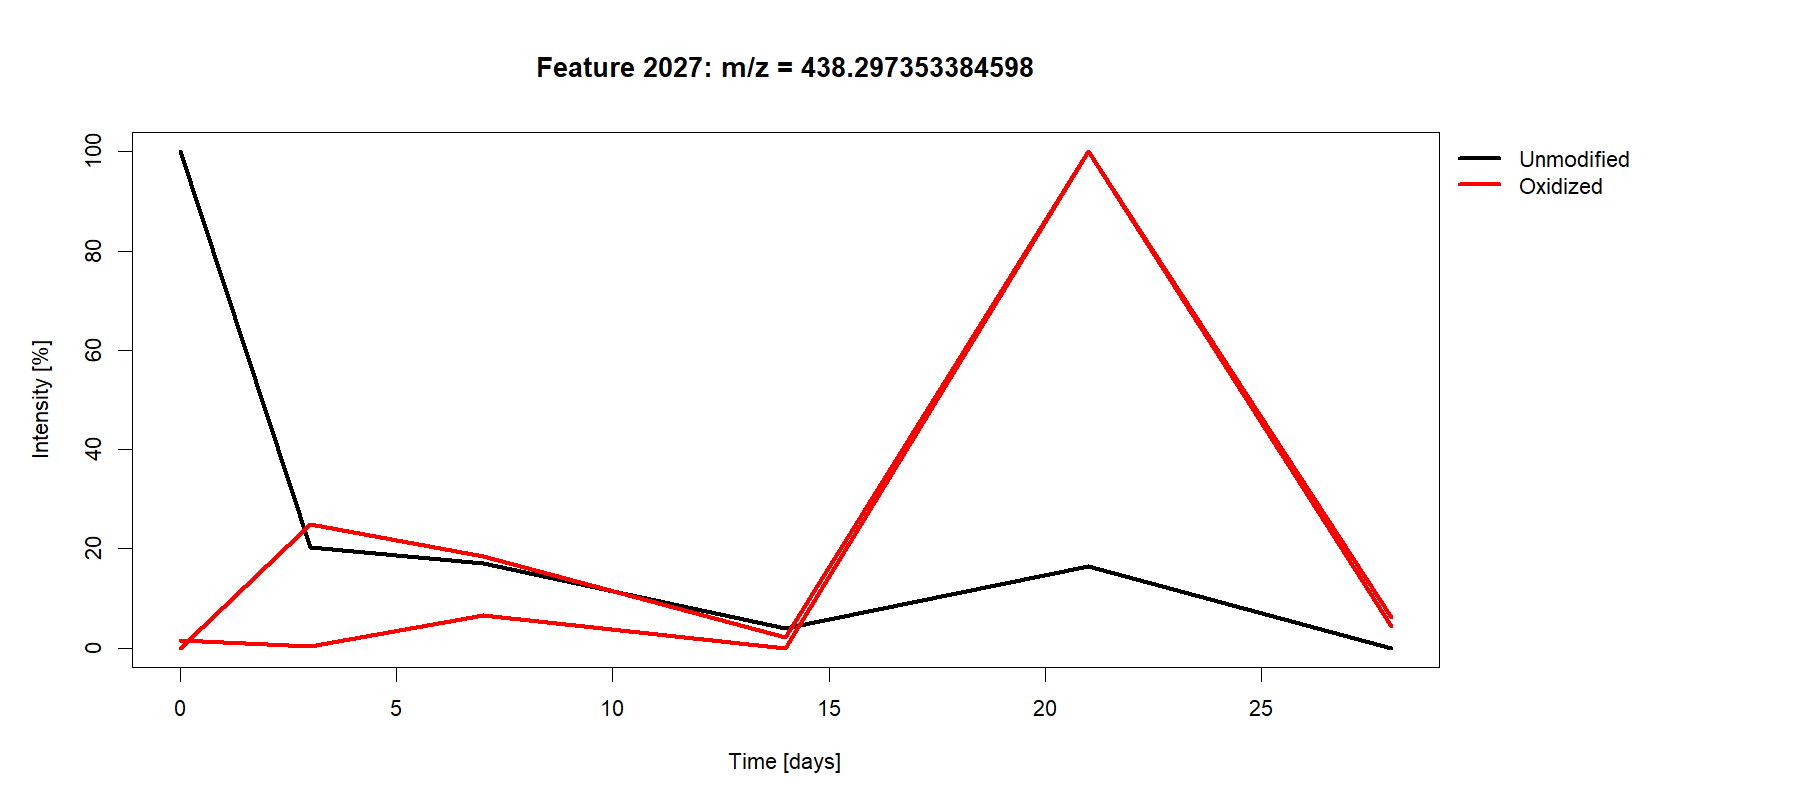 Feature 2027: m/z = 438.297353384598
Unmodified
Oxidized
Intensity [%]
100
80
60
40
20
0
0 5 10 15 20 25
Time [days]